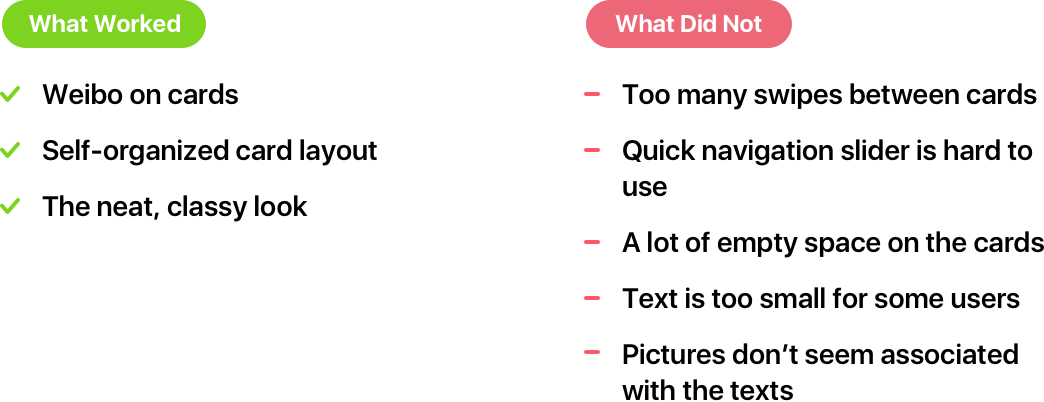 What Worked
Weibo on cards
Self-organized card layout
The neat, classy look
What Did Not
Too many swipes between cards
Quick navigation slider is hard to
use
A lot of empty space on the cards
Text is too small for some users
Pictures don’t seem associated
with the texts